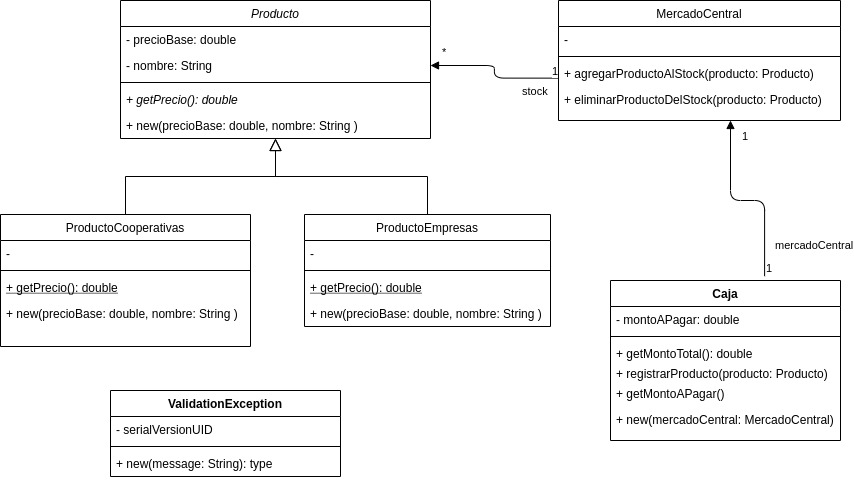 Producto
- precioBase: double
- nombre: String
+ getPrecio(): double
+ new(precioBase: double, nombre: String )
*
1
stock
MercadoCentral
-
+ agregarProductoAlStock(producto: Producto)
+ eliminarProductoDelStock(producto: Producto)
1
mercadoCentral
1
ProductoCooperativas
-
+ getPrecio(): double
+ new(precioBase: double, nombre: String )
ProductoEmpresas
-
+ getPrecio(): double
+ new(precioBase: double, nombre: String )
Caja
- montoAPagar: double
+ getMontoTotal(): double
+ registrarProducto(producto: Producto)
+ getMontoAPagar()
+ new(mercadoCentral: MercadoCentral)
ValidationException
- serialVersionUID
+ new(message: String): type